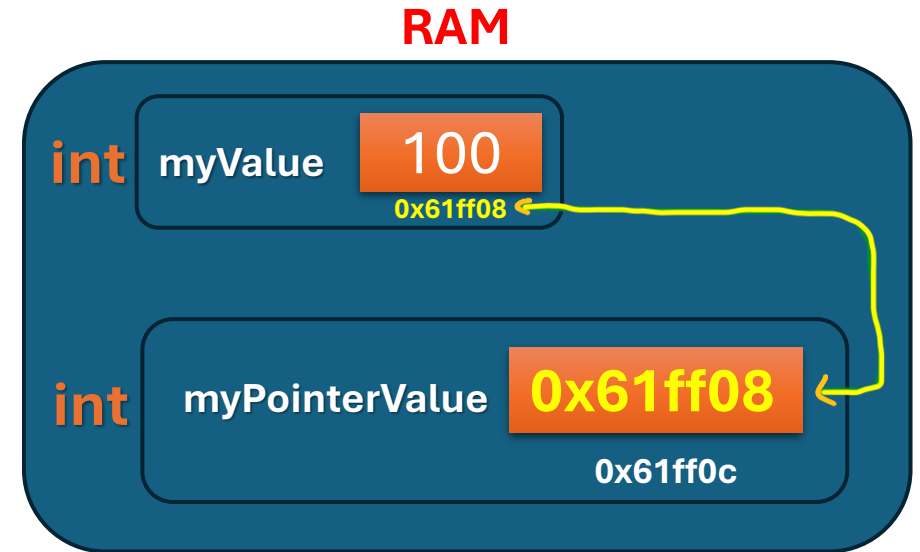 RAM
int myValue 100
0x61ff08
int myPointerValue 0x61ff08
0x61ff0c